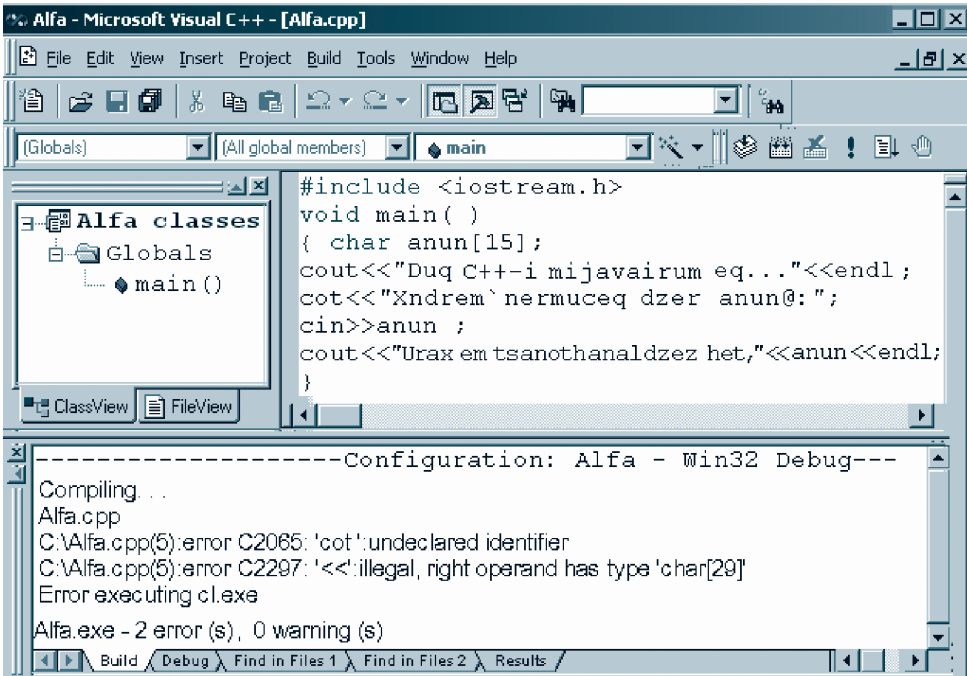 Alfa - Microsoft Visual C++ - [Alfa.cpp]
File Edit View Insert Project Build Tools Window Help
(Globals) (All global members) main
Alfa classes
Globals
main()
ClassView FileView
#include <iostream.h>
void main( )
{ char anun[15];
cout<<"Duq C++-i mijavairum eq..."<<endl;
cot<<"Xndrem`nermuceq dzer anun@:";
cin>>anun ;
cout<<"Urax em tsanothanaldzez het,"<<anun<<endl;
}
--------------------Configuration: Alfa - Win32 Debug---
Compiling. . .
Alfa.cpp
C:\Alfa.cpp(5):error C2065: 'cot ':undeclared identifier
C:\Alfa.cpp(5):error C2297: '<<':illegal, right operand has type 'char[29]'
Error executing cl.exe
Alfa.exe - 2 error (s), 0 warning (s)
Build Debug Find in Files 1 Find in Files 2 Results